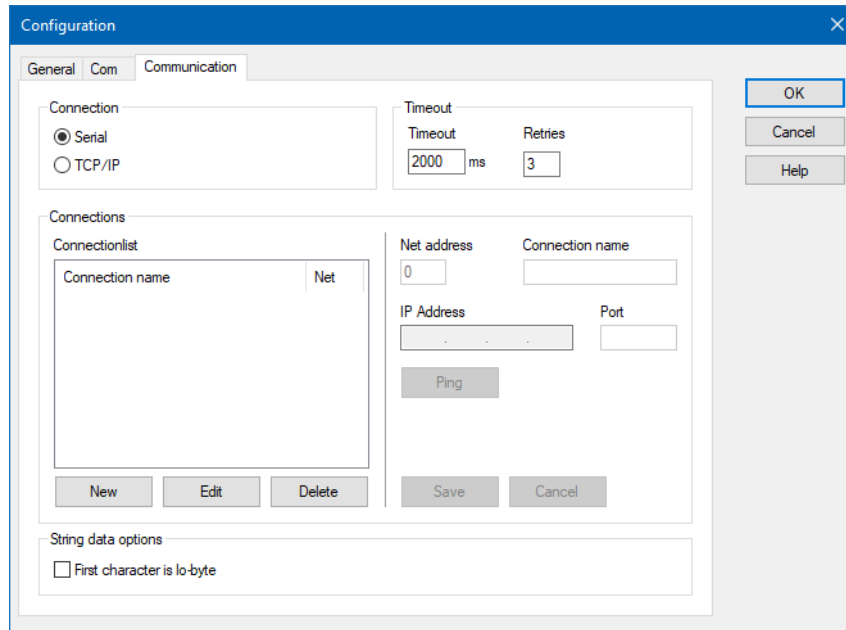 Configuration
General Com Communication
Connection
Serial
TCP/IP
Timeout
Timeout Retries
2000 ms 3
OK
Cancel
Help
Connections
Connectionlist
Connection name Net
Net address Connection name
0
IP Address Port
. . .
Ping
New Edit Delete
Save Cancel
String data options
First character is lo-byte